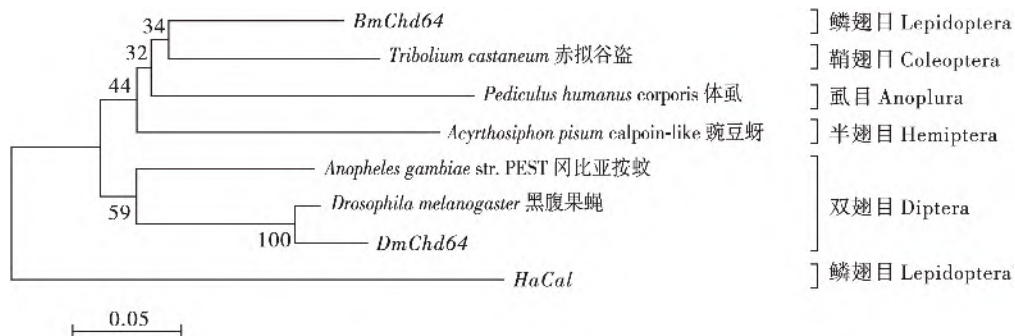 34 BmChd64 ] 鳞翅目 Lepidoptera
32 Tribolium castaneum 赤拟谷盗 ] 鞘翅目 Coleoptera
44 Pediculus humanus corporis 体虱 ] 虱目 Anoplura
Acyrthosiphon pisum calpoin-like 豌豆蚜 ] 半翅目 Hemiptera
Anopheles gambiae str. PEST 冈比亚按蚊
59 Drosophila melanogaster 黑腹果蝇 双翅目 Diptera
100 DmChd64
HaCal ] 鳞翅目 Lepidoptera
0.05